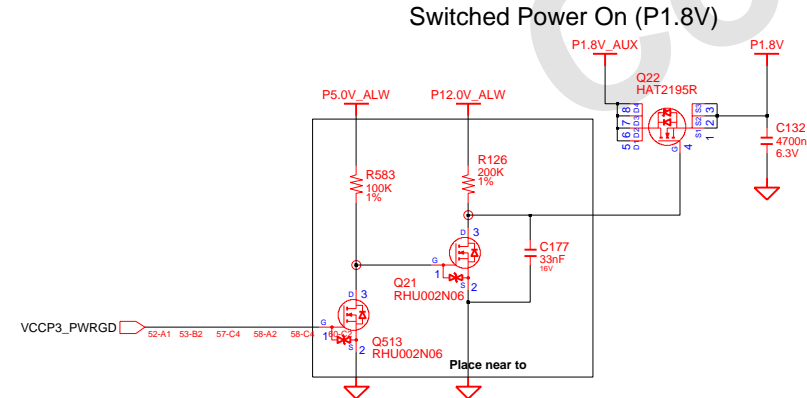 Switched Power On (P1.8V)
P1.8V_AUX
P1.8V
Q22
HAT2195R
P5.0V_ALW
P12.0V_ALW
8 D4
7 D3
6 D2
5 D1
S3 3
S2 2
S1 1
G
4
C132
4700n
6.3V
R583
100K
1%
R126
200K
1%
D 3
D 3
G
1
S
2
Q21
RHU002N06
C177
33nF
16V
G
1
S
2
Q513
RHU002N06
VCCP3_PWRGD
52-A1 53-B2 57-C4 58-A2 58-C4 60-C2
Place near to